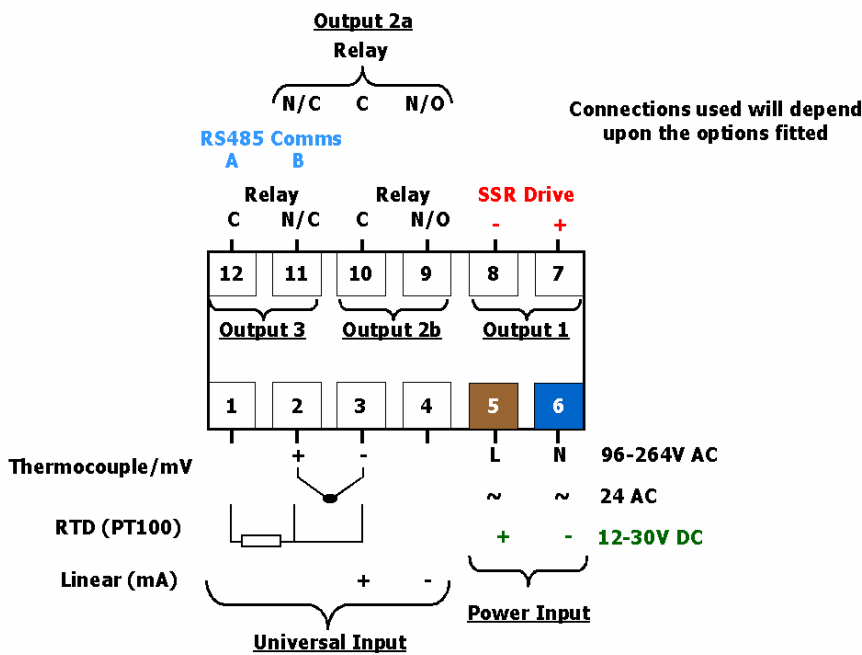 Output 2a
Relay
N/C C N/O
Connections used will depend
upon the options fitted
RS485 Comms
A B
Relay Relay SSR Drive
C N/C C N/O - +
12 11 10 9 8 7
Output 3 Output 2b Output 1
1 2 3 4 5 6
+ - L N 96-264V AC
Thermocouple/mV
~ ~ 24 AC
RTD (PT100) + - 12-30V DC
Linear (mA) + -
Power Input
Universal Input